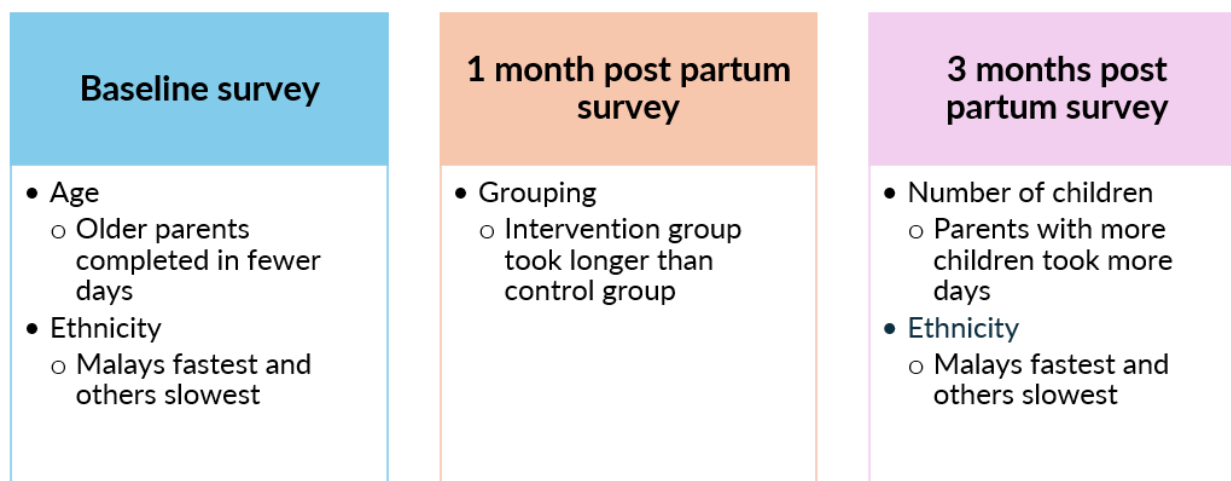 Baseline survey
• Age
o Older parents
completed in fewer
days
• Ethnicity
o Malays fastest and
others slowest
1 month post partum
survey
• Grouping
o Intervention group
took longer than
control group
3 months post
partum survey
• Number of children
o Parents with more
children took more
days
• Ethnicity
o Malays fastest and
others slowest